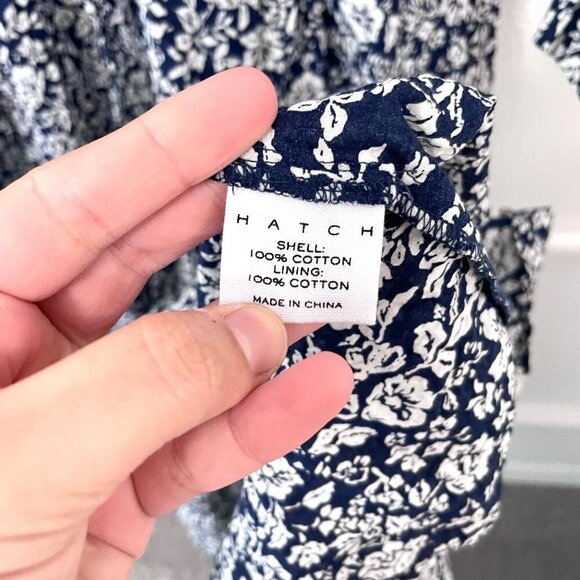 HATCH
SHELL:
100% COTTON
LINING:
100% COTTON
MADE IN CHINA